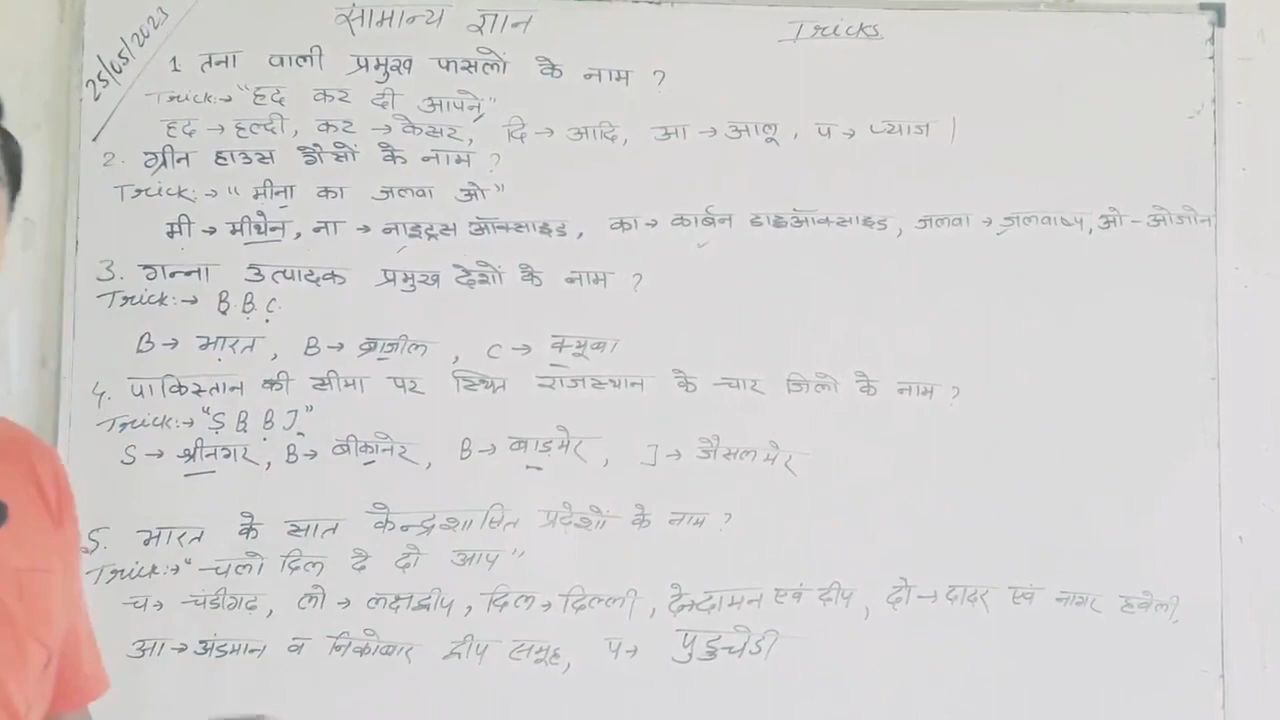 25/05/2023
सामान्य ज्ञान
Tricks
1 तना वाली प्रमुख फसलों के नाम ?
Trick:→ "हद कर दी आपने"
हद → हल्दी, कर → केसर, दि → आदि, आ → आलू, प → प्याज ।
2. ग्रीन हाउस गैसों के नाम ?
Trick:→ " मीना का जलवा ओ"
मी → मीथेन, ना → नाइट्रस ऑक्साइड, का → कार्बन डाइऑक्साइड, जलवा → जलवाष्प, ओ - ओजोन
3. गन्ना उत्पादक प्रमुख देशों के नाम ?
Trick:→ B.B.C.
B → भारत, B → ब्राजील, C → क्यूबा
4. पाकिस्तान की सीमा पर स्थित राजस्थान के चार जिलो के नाम ?
Trick:→ "S B B J"
S → श्रीनगर, B → बीकानेर, B → बाड़मेर, J → जैसलमेर
5. भारत के सात केन्द्रशासित प्रदेशों के नाम ?
Trick:→ "चलो दिल दे दो आप"
च → चंडीगढ़, लो → लक्षद्वीप, दिल → दिल्ली, दे→दामन एवं दीप, दो → दादर एवं नागर हवेली,
आ → अंडमान व निकोबार द्वीप समूह, प → पुडुचेडी